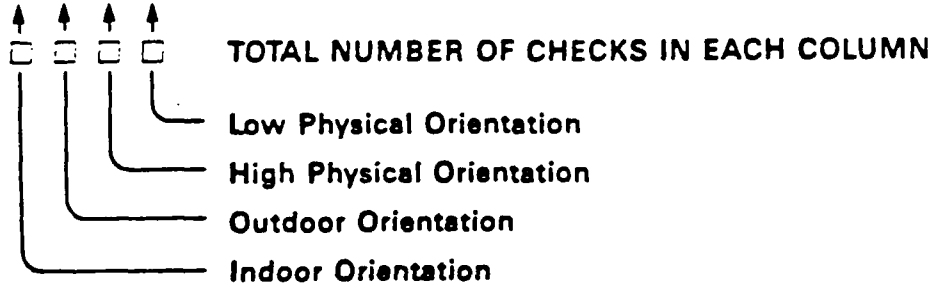 TOTAL NUMBER OF CHECKS IN EACH COLUMN
Low Physical Orientation
High Physical Orientation
Outdoor Orientation
Indoor Orientation